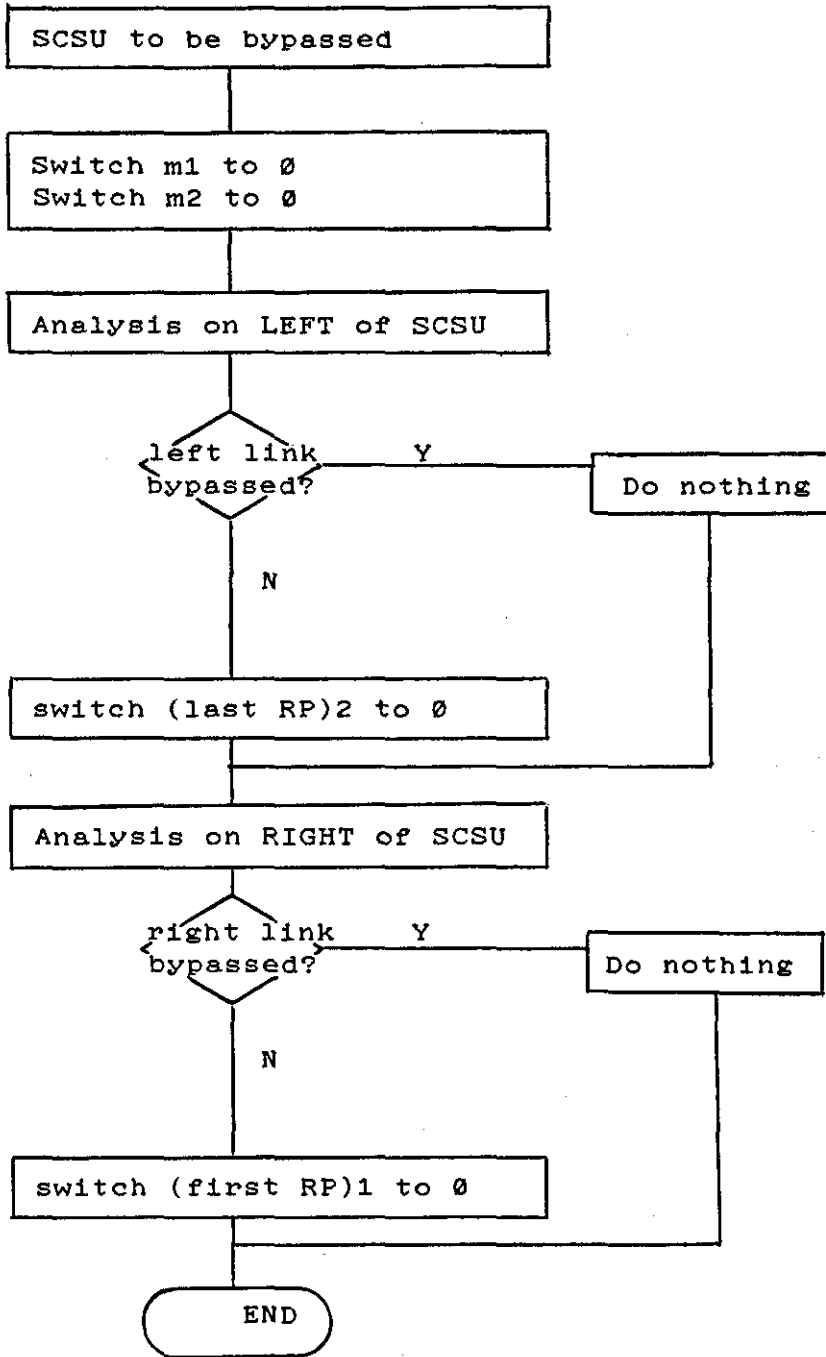 SCSU to be bypassed
Switch m1 to 0
Switch m2 to 0
Analysis on LEFT of SCSU
left link
bypassed?
Y
Do nothing
N
switch (last RP)2 to 0
Analysis on RIGHT of SCSU
right link
bypassed?
Y
Do nothing
N
switch (first RP)1 to 0
END